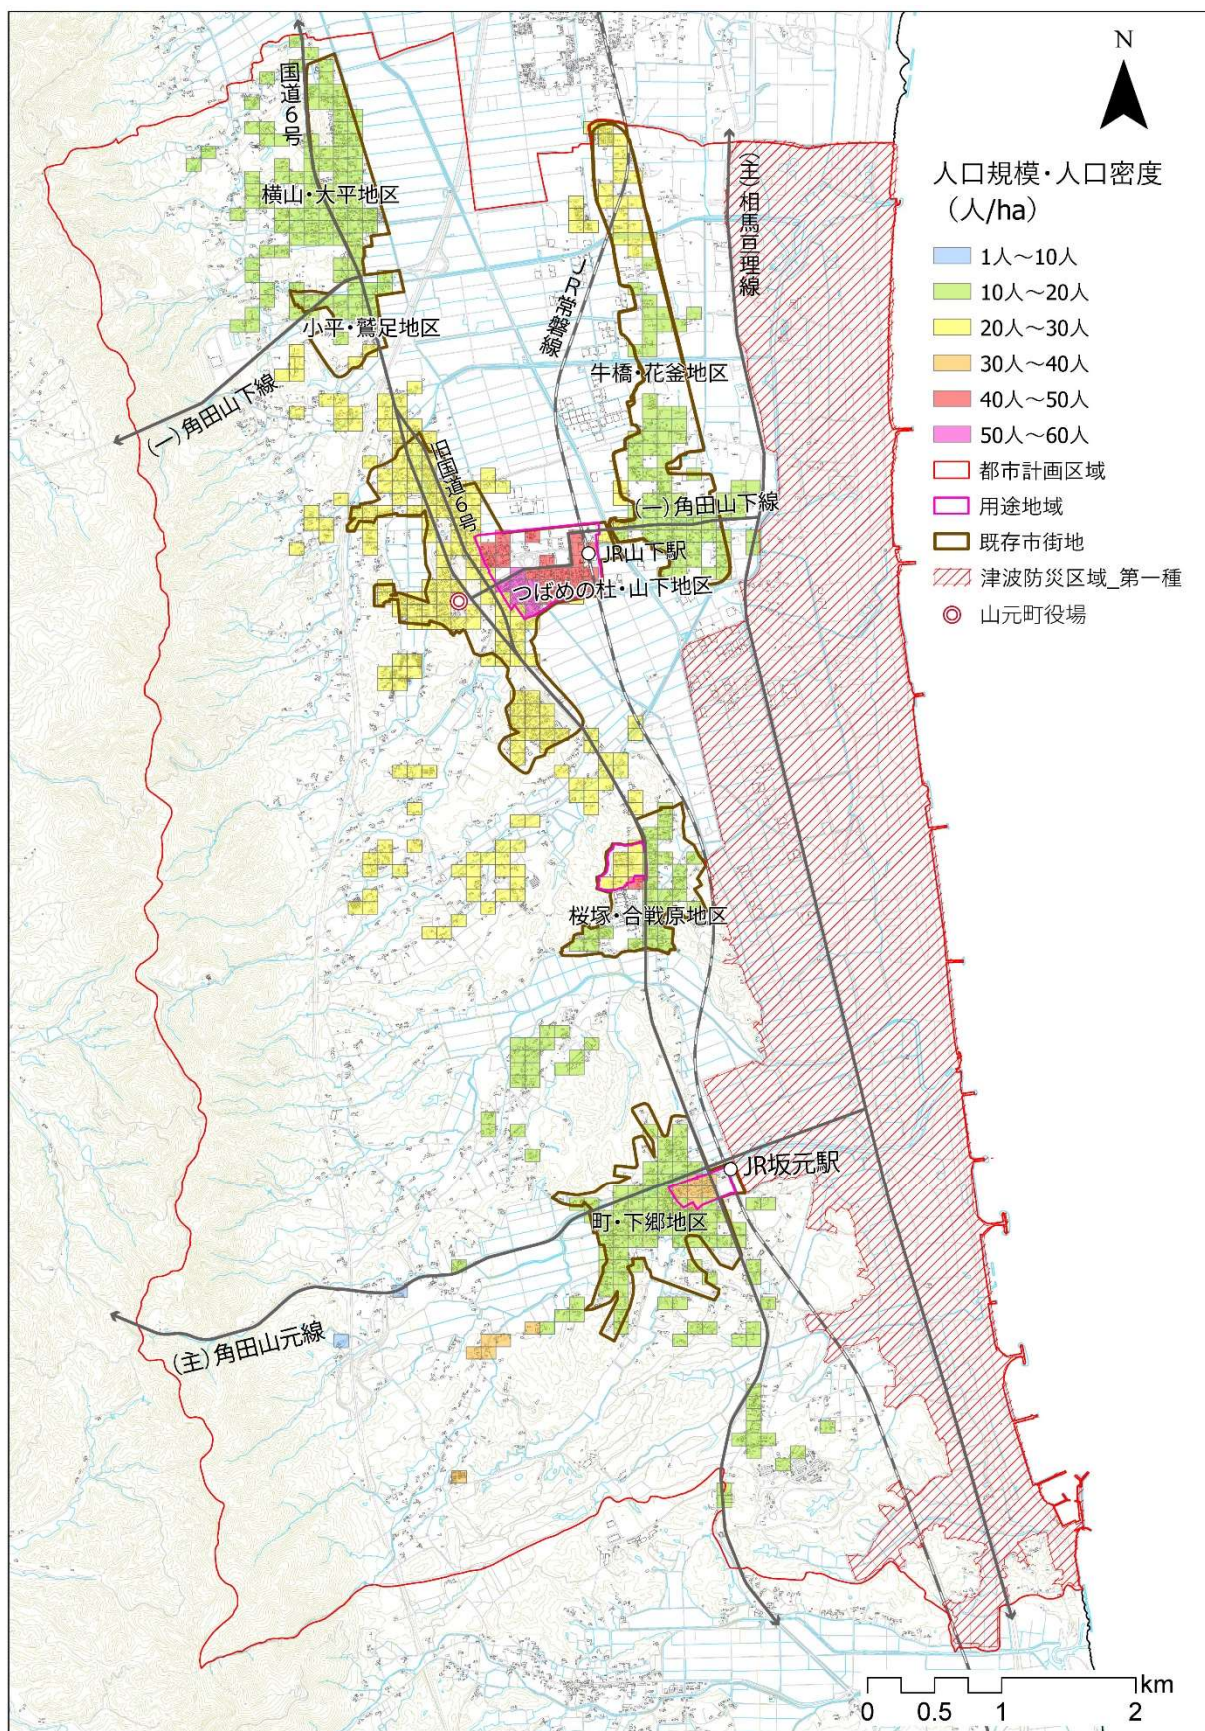 N
人口規模・人口密度
（人/ha）
1人～10人
10人～20人
20人～30人
30人～40人
40人～50人
50人～60人
都市計画区域
用途地域
既存市街地
津波防災区域_第一種
山元町役場
国道6号
横山・大平地区
(主)相馬亘理線
JR常磐線
小平・鷲足地区
牛橋・花釜地区
(一)角田山下線
旧国道6号
(一)角田山下線
JR山下駅
つばめの杜・山下地区
桜塚・合戦原地区
JR坂元駅
町・下郷地区
(主)角田山元線
km
0 0.5 1 2